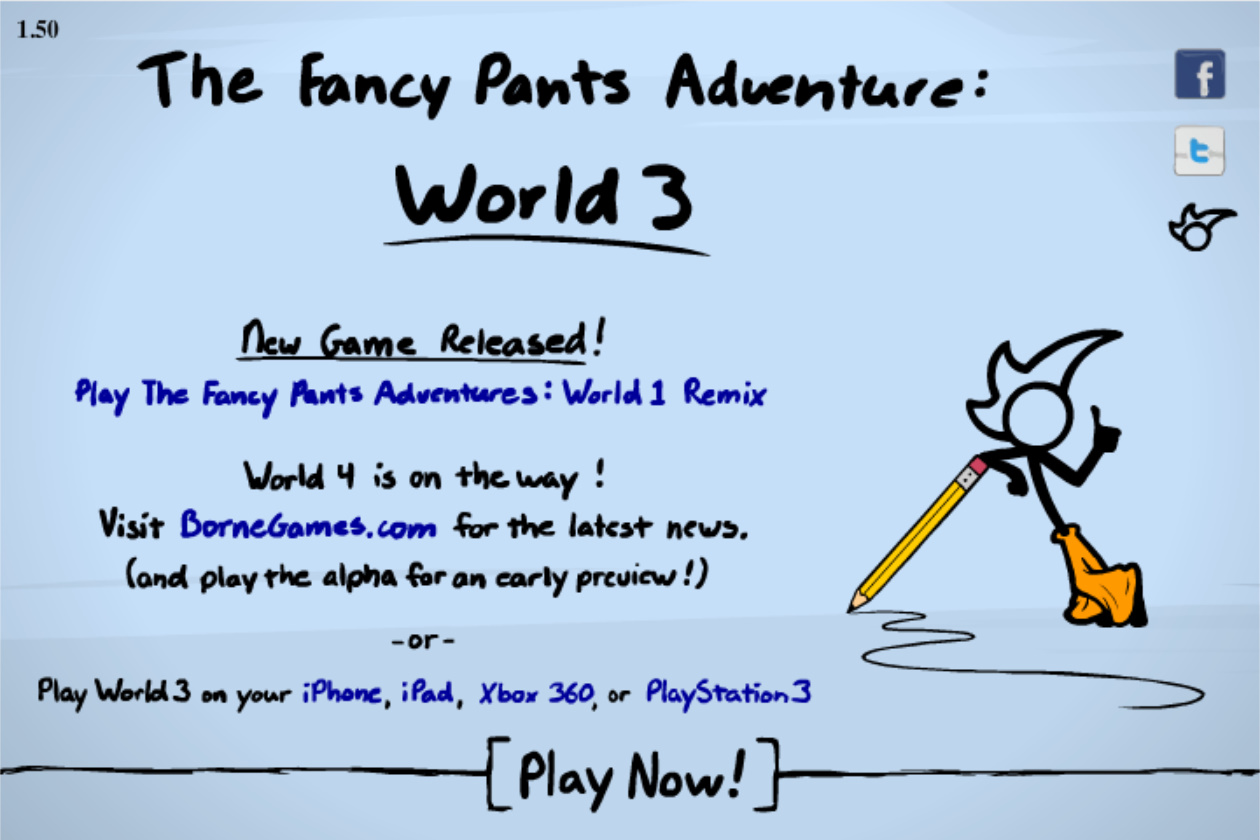 1.50
The Fancy Pants Adventure:
World 3
New Game Released!
Play The Fancy Pants Adventures: World 1 Remix
World 4 is on the way!
Visit BorneGames.com for the latest news.
(and play the alpha for an early preview!)
-or-
Play World 3 on your iPhone, iPad, Xbox 360, or PlayStation 3
[Play Now!]